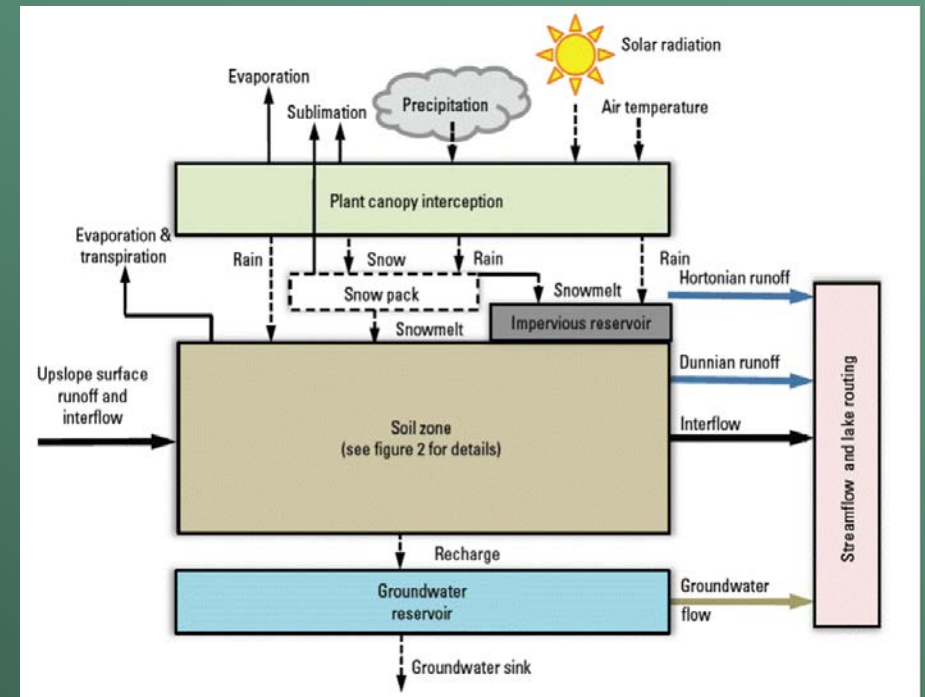 Solar radiation
Evaporation
Sublimation
Precipitation
Air temperature
Plant canopy interception
Evaporation &
transpiration
Rain
Snow
Rain
Rain
Hortonian runoff
Snow pack
Snowmelt
Impervious reservoir
Snowmelt
Upslope surface
runoff and
interflow
Dunnian runoff
Soil zone
(see figure 2 for details)
Interflow
Streamflow and lake routing
Recharge
Groundwater
reservoir
Groundwater
flow
Groundwater sink